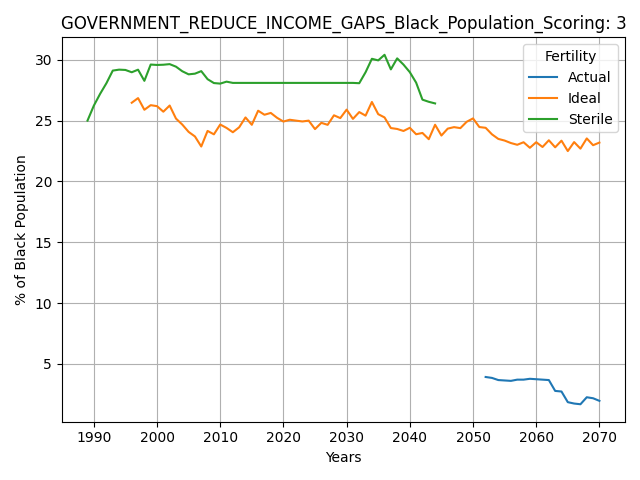 GOVERNMENT_REDUCE_INCOME_GAPS_Black_Population_Scoring: 3
Fertility
Actual
Ideal
Sterile
% of Black Population
30
25
20
15
10
5
1990 2000 2010 2020 2030 2040 2050 2060 2070
Years